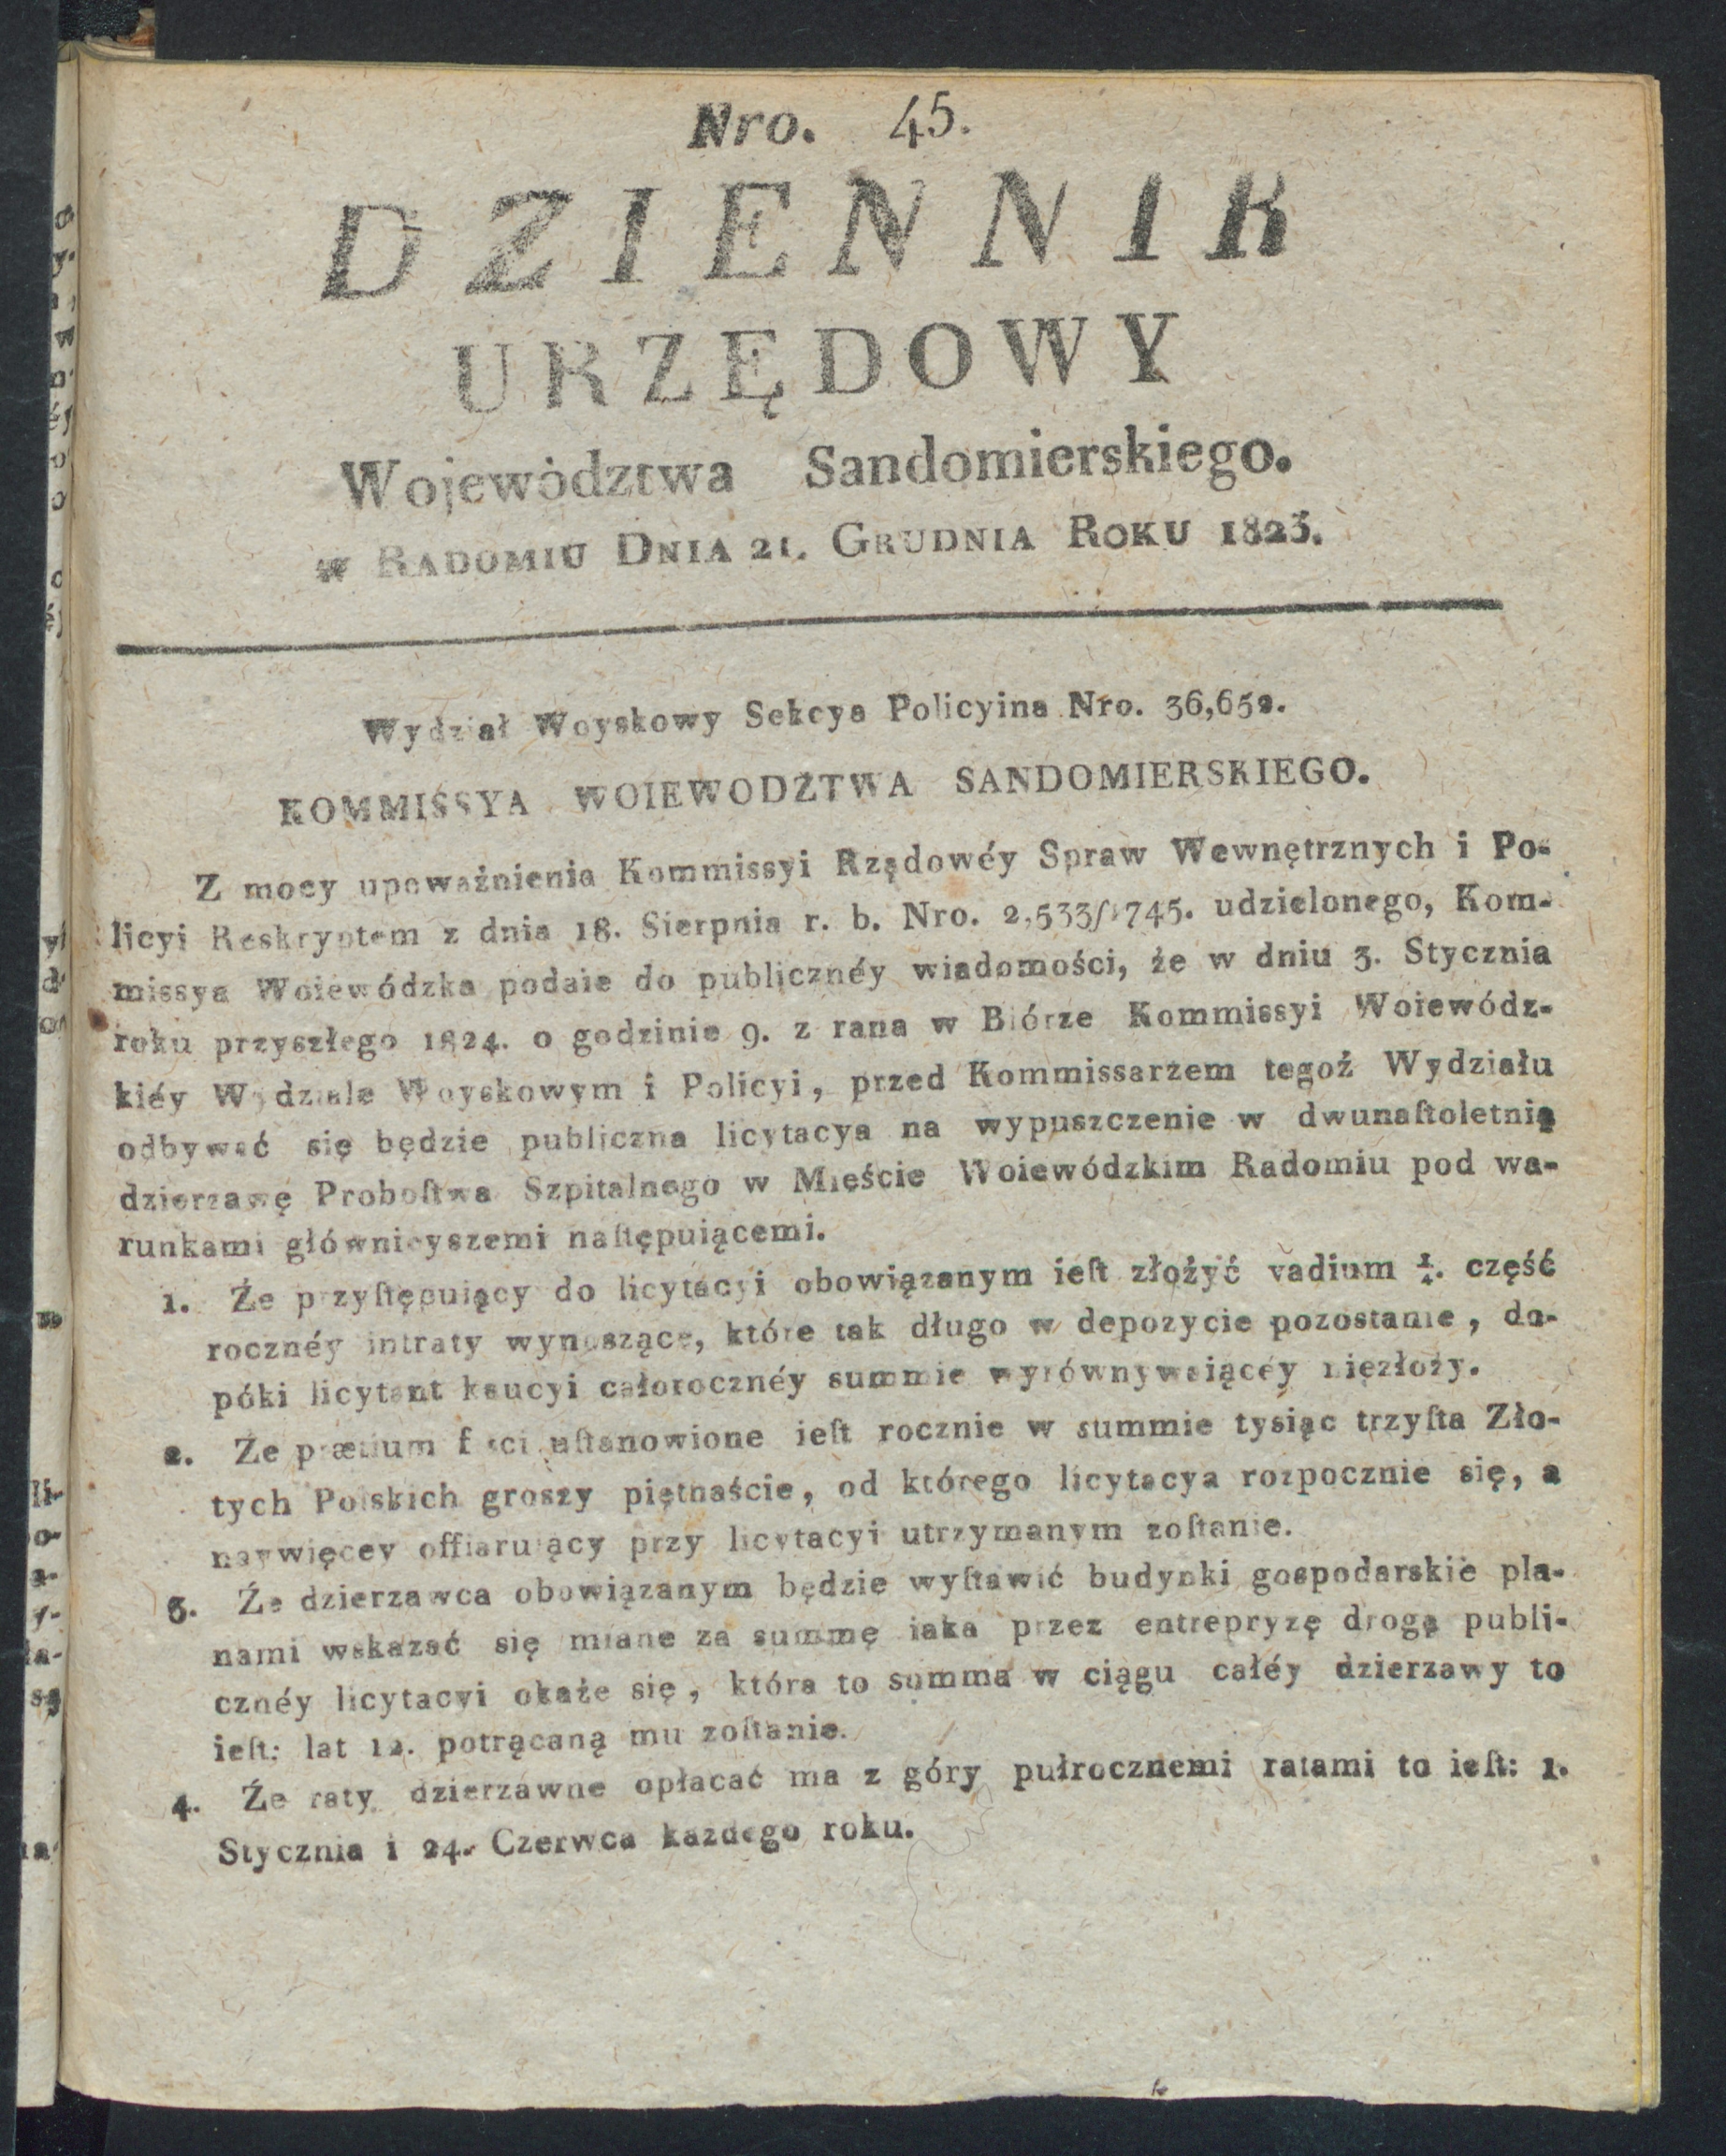 Nro. 45.
DZIENNIK
URZĘDOWY
Wojewòdztwa Sandomierskiego.
w Radomiu Dnia 21. Grudnia Roku 1823.
Wydział Woyskowy Sekcya Policyina Nro. 36,652.
KOMMISSYA WOIEWODZTWA SANDOMIERSKIEGO.
Z mocy upoważnienia Kommissyi Rządowéy Spraw Wewnętrznych i Po-
licyi Reskryptem z dnia 18. Sierpnia r. b. Nro. udzielonego, Kom-
missya Woiewódzka podaie do publicznéy wiadomości, że w dniu 3. Stycznia
roku przyszłego 1824. o godzinie 9. z rana w Biórze Kommissyi Woiewódz-
kiéy Wydziale Woyskowym i Policyi, przed Kommissarzem tegoż Wydziału
odbywać się będzie publiczna licytacya na wypuszczenie w dwunaſtoletnią
dzierzawę Proboſtwa Szpitalnego w Mieście Woiewódzkim Radomiu pod wa-
runkami głównieyszemi naſtępuiącemi.
1. Że przyſtępuiący do licytacyi obowiązanym ieſt złożyć vadium ¼. część
rocznéy intraty wynoszące, które tak długo w depozycie pozostanie, do-
póki licytant kaucyi całorocznéy summie wyrównywaiącéy niezłoży.
2. Że prætium fisci uſtanowione ieſt rocznie w summie tysiąc trzyſta Zło-
tych Polskich groszy piętnaście, od którego licytacya rozpocznie się, a
naywięcey offiaruiący przy licytacyi utrzymanym zoſtanie.
3. Że dzierzawca obowiązanym będzie wyſtawić budynki gospodarskie pla-
nami wskazać się miane za summę iaka przez entrepryzę drogą publi-
cznéy licytacyi okaże się, która to summa w ciągu całéy dzierzawy to
ieſt: lat 12. potrącaną mu zoſtanie.
4. Że raty dzierzawne opłacać ma z góry pułrocznemi ratami to ieſt: 1.
Stycznia i 24. Czerwca każdego roku.